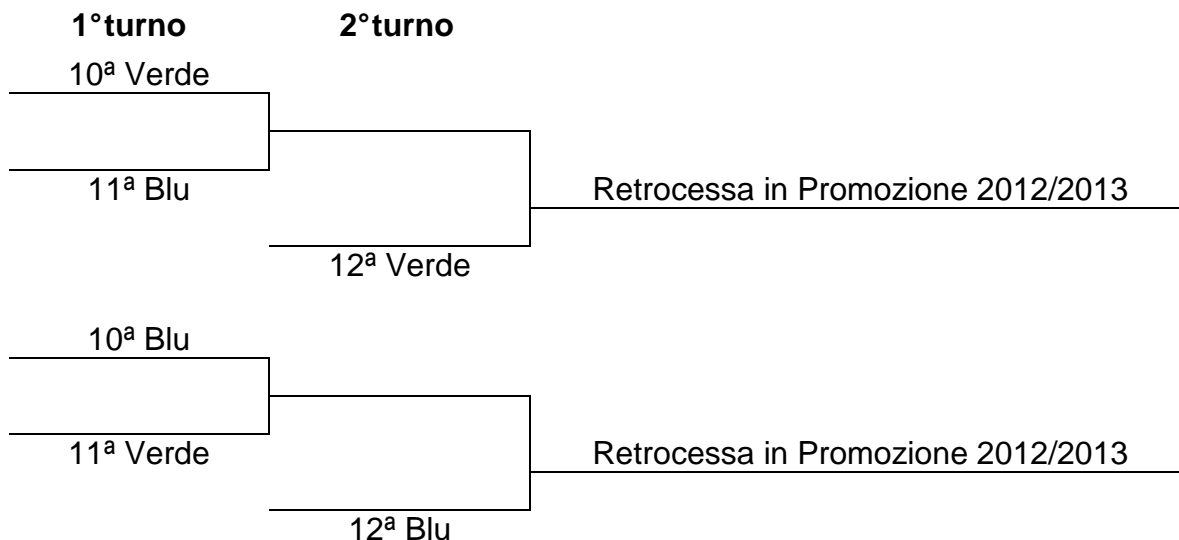 1°turno 2°turno
10ª Verde
11ª Blu
Retrocessa in Promozione 2012/2013
12ª Verde
10ª Blu
11ª Verde
Retrocessa in Promozione 2012/2013
12ª Blu